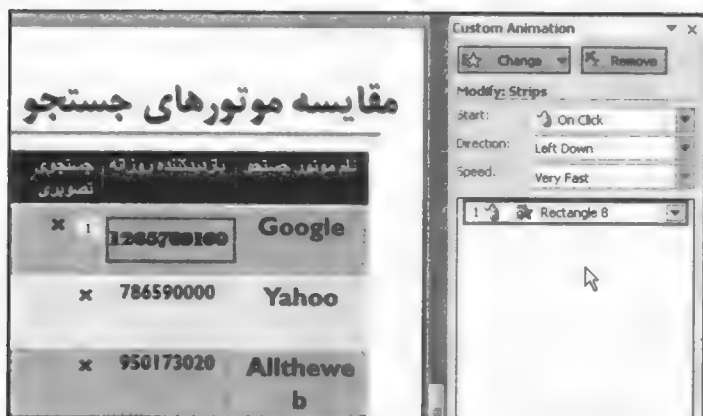 مقایسه موتورهای جستجو
نام موتور جستجو بازدیدکننده روزانه جستجوی تصویری
Google 1
Yahoo 786590000 ×
Allthewe
b 950173020 ×
Custom Animation
Change Remove
Modify: Strips
Start: On Click
Direction: Left Down
Speed: Very Fast
1 Rectangle 8